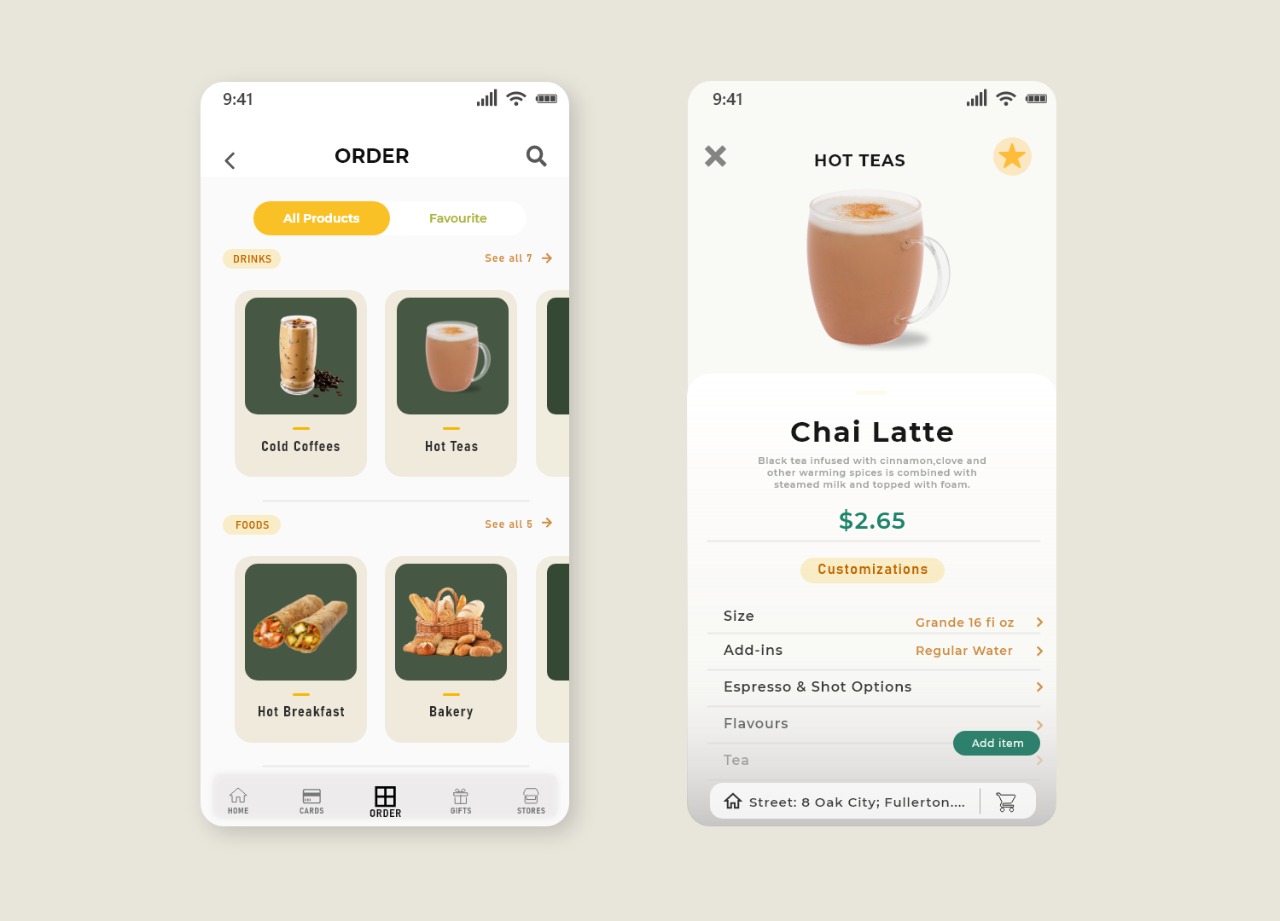 9:41
ORDER
All Products
Favourite
DRINKS
See all 7
Cold Coffees
Hot Teas
FOODS
See all 5
Hot Breakfast
Bakery
HOME
CARDS
ORDER
GIFTS
STORES
9:41
HOT TEAS
Chai Latte
Black tea infused with cinnamon,clove and
other warming spices is combined with
steamed milk and topped with foam.
$2.65
Customizations
Size
Grande 16 fi oz
Add-ins
Regular Water
Espresso & Shot Options
Flavours
Add item
Tea
Street: 8 Oak City; Fullerton....